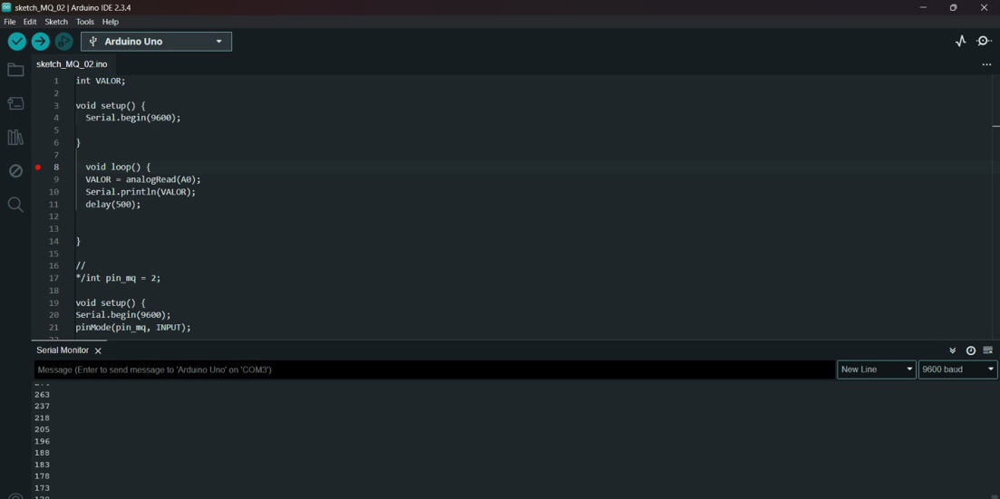 sketch_MQ_02 | Arduino IDE 2.3.4
File Edit Sketch Tools Help
Arduino Uno
sketch_MQ_02.ino
1 int VALOR;
2
3 void setup() {
4 Serial.begin(9600);
5
6 }
7
8 void loop() {
9 VALOR = analogRead(A0);
10 Serial.println(VALOR);
11 delay(500);
12
13
14 }
15
16 //
17 */int pin_mq = 2;
18
19 void setup() {
20 Serial.begin(9600);
21 pinMode(pin_mq, INPUT);
Serial Monitor
Message (Enter to send message to 'Arduino Uno' on 'COM3') New Line 9600 baud
263
237
218
205
196
188
183
178
173